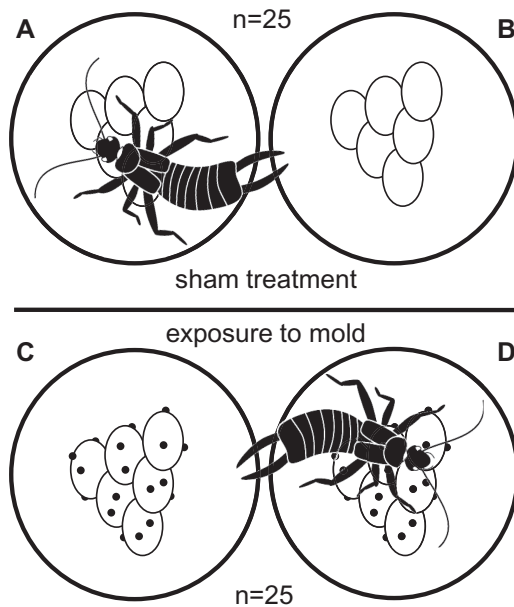 A
n=25
B
sham treatment
exposure to mold
C
D
n=25